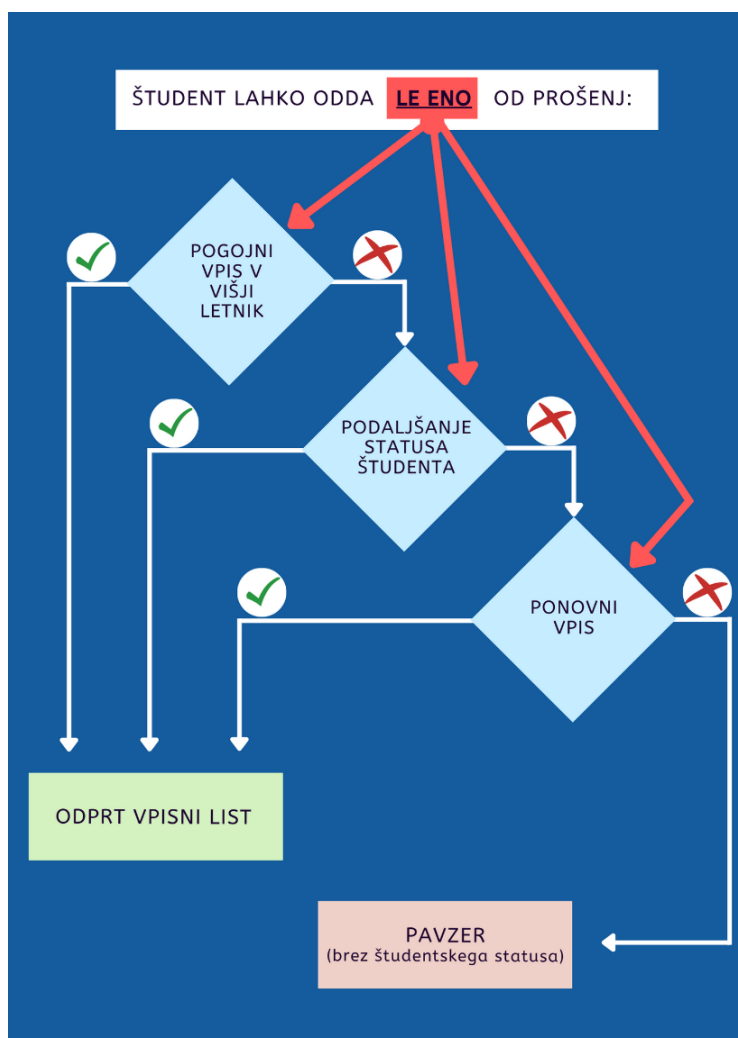 ŠTUDENT LAHKO ODDA LE ENO OD PROŠENJ:
POGOJNI
VPIS V
VIŠJI
LETNIK
PODALJŠANJE
STATUSA
ŠTUDENTA
PONOVNI
VPIS
ODPRT VPISNI LIST
PAVZER
(brez študentskega statusa)